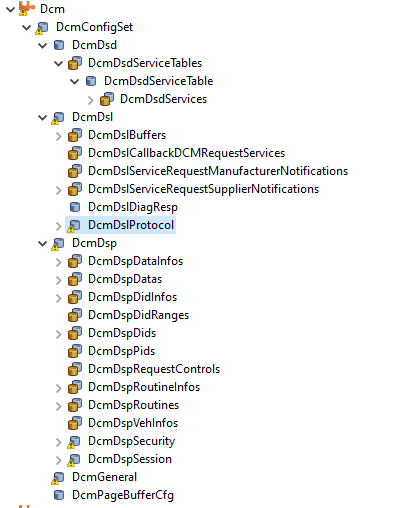 Dcm
DcmConfigSet
DcmDsd
DcmDsdServiceTables
DcmDsdServiceTable
DcmDsdServices
DcmDsl
DcmDslBuffers
DcmDslCallbackDCMRequestServices
DcmDslServiceRequestManufacturerNotifications
DcmDslServiceRequestSupplierNotifications
DcmDslDiagResp
DcmDslProtocol
DcmDsp
DcmDspDataInfos
DcmDspDatas
DcmDspDidInfos
DcmDspDidRanges
DcmDspDids
DcmDspPids
DcmDspRequestControls
DcmDspRoutineInfos
DcmDspRoutines
DcmDspVehInfos
DcmDspSecurity
DcmDspSession
DcmGeneral
DcmPageBufferCfg